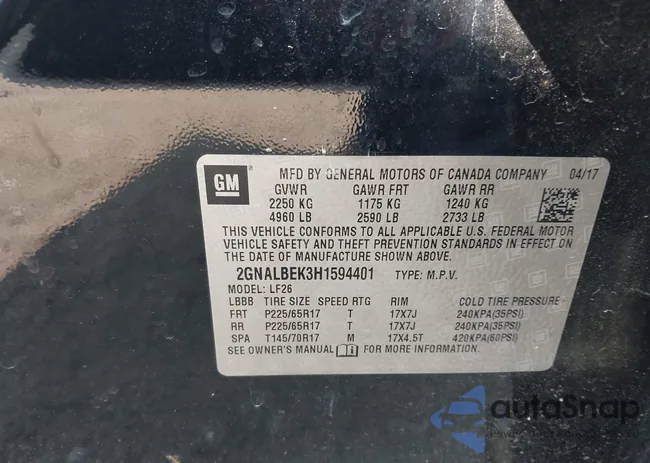 GM
MFD BY GENERAL MOTORS OF CANADA COMPANY 04/17
GVWR GAWR FRT GAWR RR
2250 KG 1175 KG 1240 KG
4960 LB 2590 LB 2733 LB
THIS VEHICLE CONFORMS TO ALL APPLICABLE U.S. FEDERAL MOTOR
VEHICLE SAFETY AND THEFT PREVENTION STANDARDS IN EFFECT ON
THE DATE OF MANUFACTURE SHOWN ABOVE.
2GNALBEK3H1594401 TYPE: M.P.V.
MODEL: LF26
LBBB TIRE SIZE SPEED RTG RIM COLD TIRE PRESSURE
FRT P225/65R17 T 17X7J 240KPA(35PSI)
RR P225/65R17 T 17X7J 240KPA(35PSI)
SPA T145/70R17 M 17X4.5T 420KPA(60PSI)
SEE OWNER'S MANUAL FOR MORE INFORMATION.
autoSnap